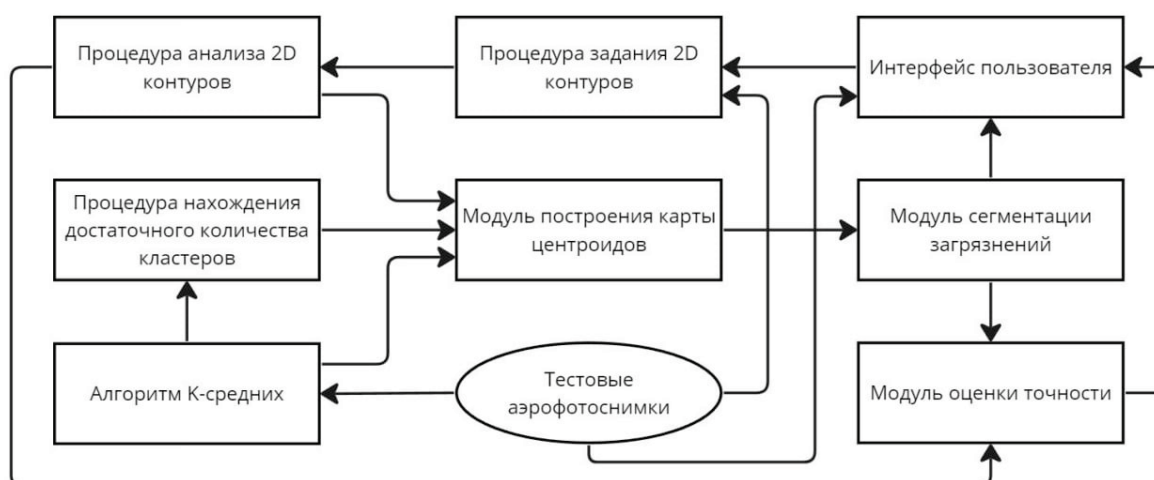 Процедура анализа 2D
контуров
Процедура задания 2D
контуров
Интерфейс пользователя
Процедура нахождения
достаточного количества
кластеров
Модуль построения карты
центроидов
Модуль сегментации
загрязнений
Алгоритм K-средних
Тестовые
аэрофотоснимки
Модуль оценки точности